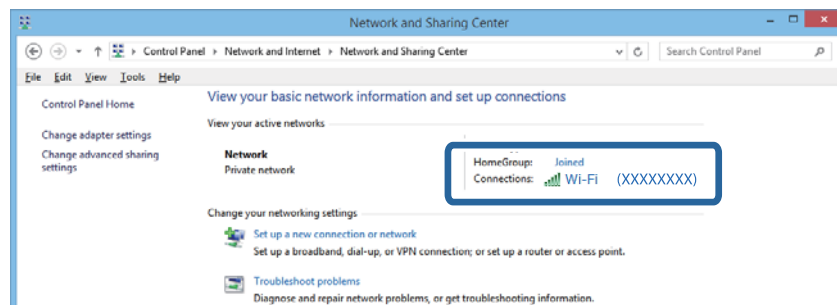 Network and Sharing Center
Control Panel Network and Internet Network and Sharing Center Search Control Panel
File Edit View Tools Help
Control Panel Home
Change adapter settings
Change advanced sharing
settings
View your basic network information and set up connections
View your active networks
Network
Private network
HomeGroup: Joined
Connections: Wi-Fi (XXXXXXXX)
Change your networking settings
Set up a new connection or network
Set up a broadband, dial-up, or VPN connection; or set up a router or access point.
Troubleshoot problems
Diagnose and repair network problems, or get troubleshooting information.